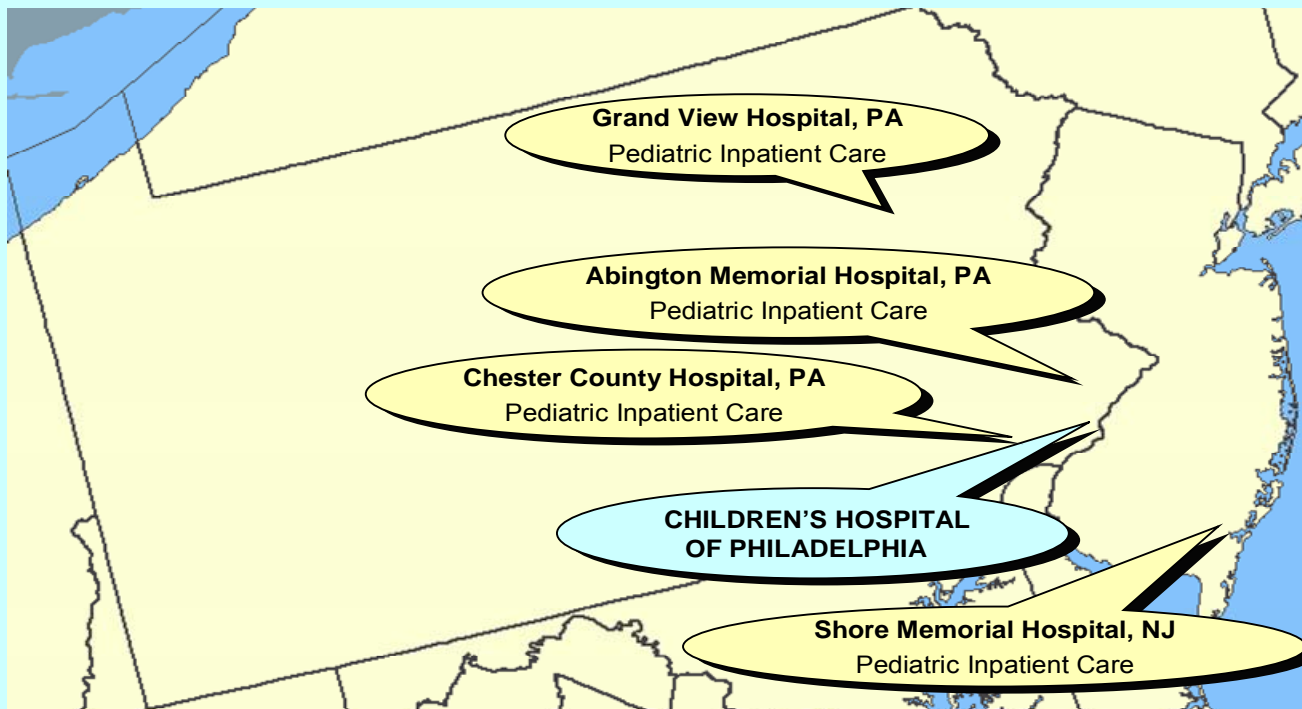 Grand View Hospital, PA
Pediatric Inpatient Care
Abington Memorial Hospital, PA
Pediatric Inpatient Care
Chester County Hospital, PA
Pediatric Inpatient Care
CHILDREN’S HOSPITAL
OF PHILADELPHIA
Shore Memorial Hospital, NJ
Pediatric Inpatient Care